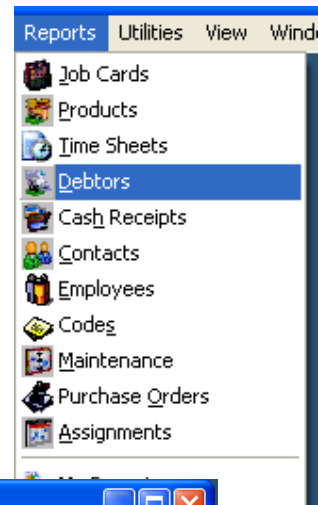 Reports Utilities View
Job Cards
Products
Time Sheets
Debtors
Cash Receipts
Contacts
Employees
Codes
Maintenance
Purchase Orders
Assignments